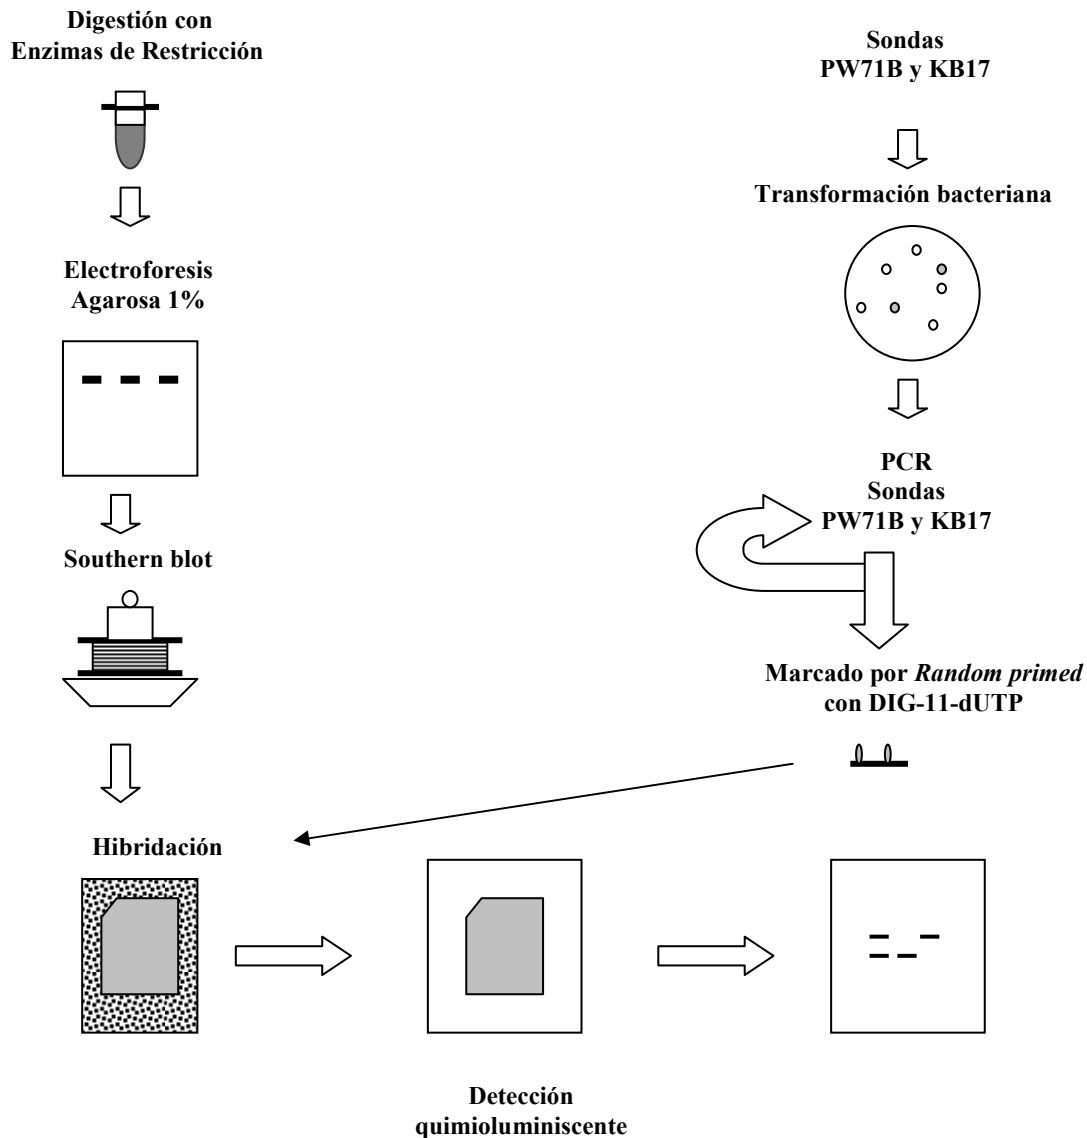 Digestión con
Enzimas de Restricción
Electroforesis
Agarosa 1%
Southern blot
Sondas
PW71B y KB17
Transformación bacteriana
PCR
Sondas
PW71B y KB17
Marcado por Random primed
con DIG-11-dUTP
Hibridación
Detección
quimioluminiscente